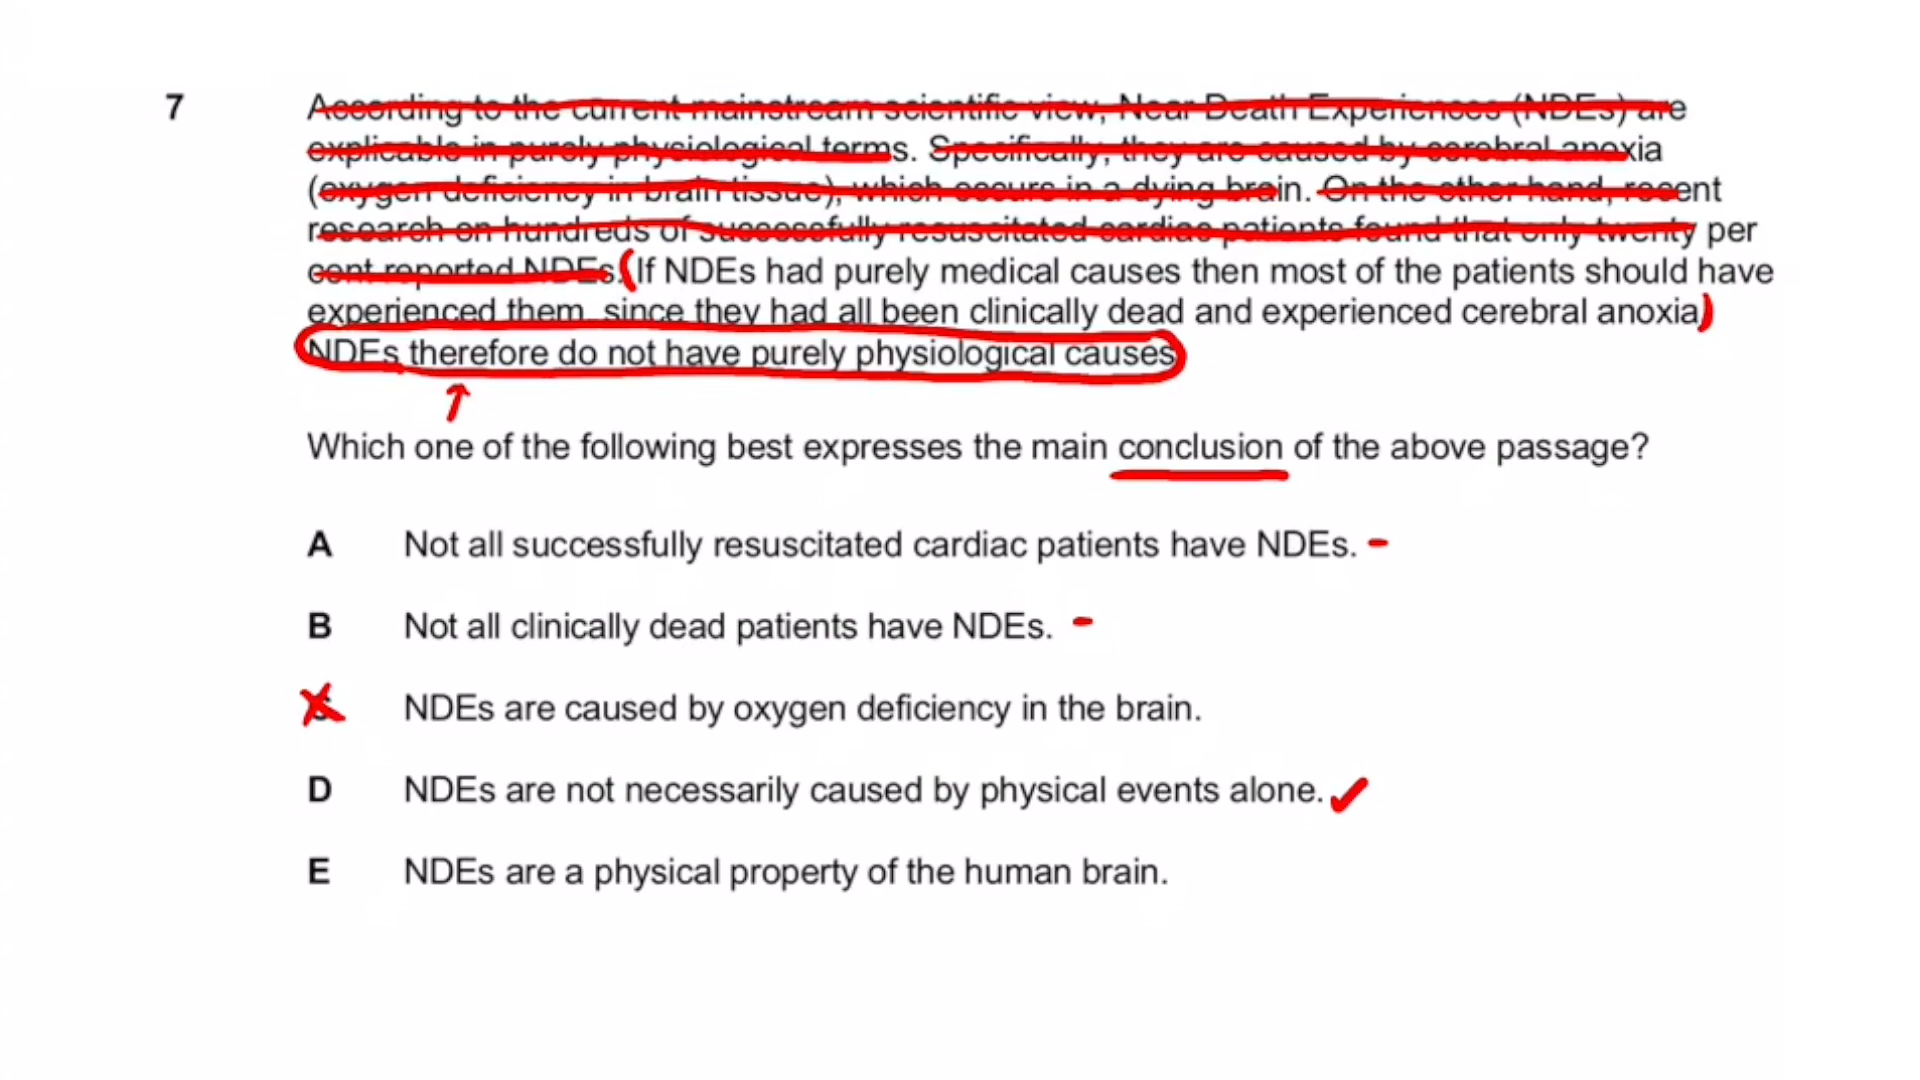 7 According to the current mainstream scientific view, Near Death Experiences (NDEs) are
explicable in purely physiological terms. Specifically, they are caused by cerebral anoxia
(oxygen deficiency in brain tissue), which occurs in a dying brain. On the other hand, recent
research on hundreds of successfully resuscitated cardiac patients found that only twenty per
cent reported NDEs. If NDEs had purely medical causes then most of the patients should have
experienced them, since they had all been clinically dead and experienced cerebral anoxia.
NDEs therefore do not have purely physiological causes.
Which one of the following best expresses the main conclusion of the above passage?
A Not all successfully resuscitated cardiac patients have NDEs.
B Not all clinically dead patients have NDEs.
C NDEs are caused by oxygen deficiency in the brain.
D NDEs are not necessarily caused by physical events alone.
E NDEs are a physical property of the human brain.